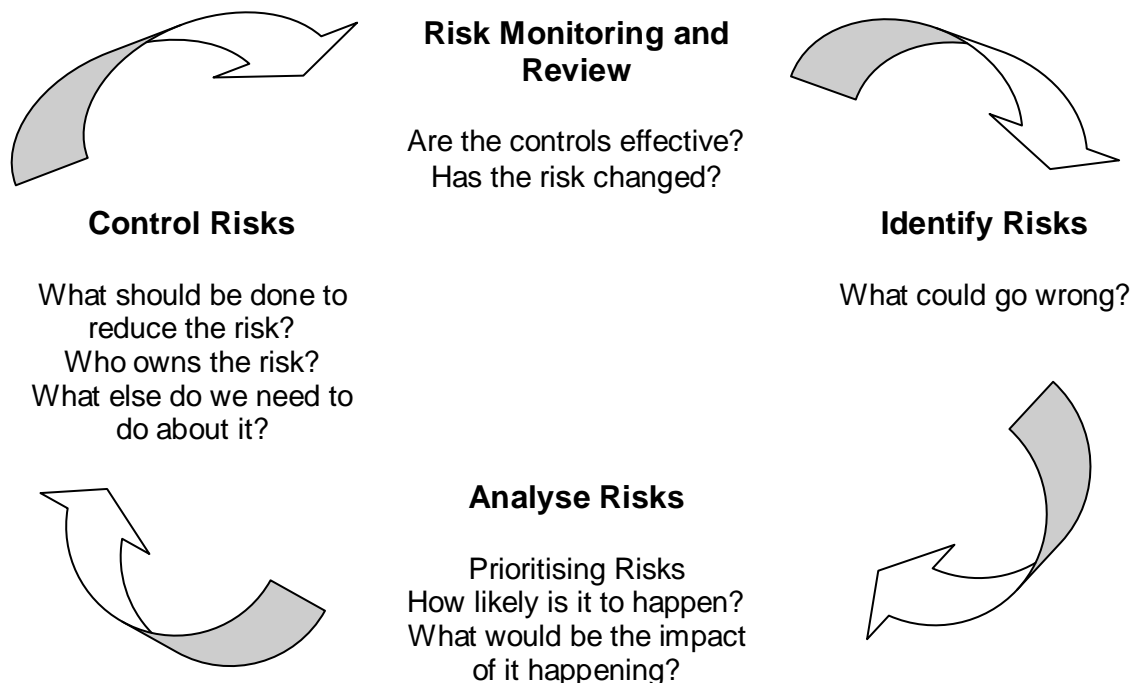 Risk Monitoring and
Review
Are the controls effective?
Has the risk changed?
Control Risks
What should be done to
reduce the risk?
Who owns the risk?
What else do we need to
do about it?
Identify Risks
What could go wrong?
Analyse Risks
Prioritising Risks
How likely is it to happen?
What would be the impact
of it happening?